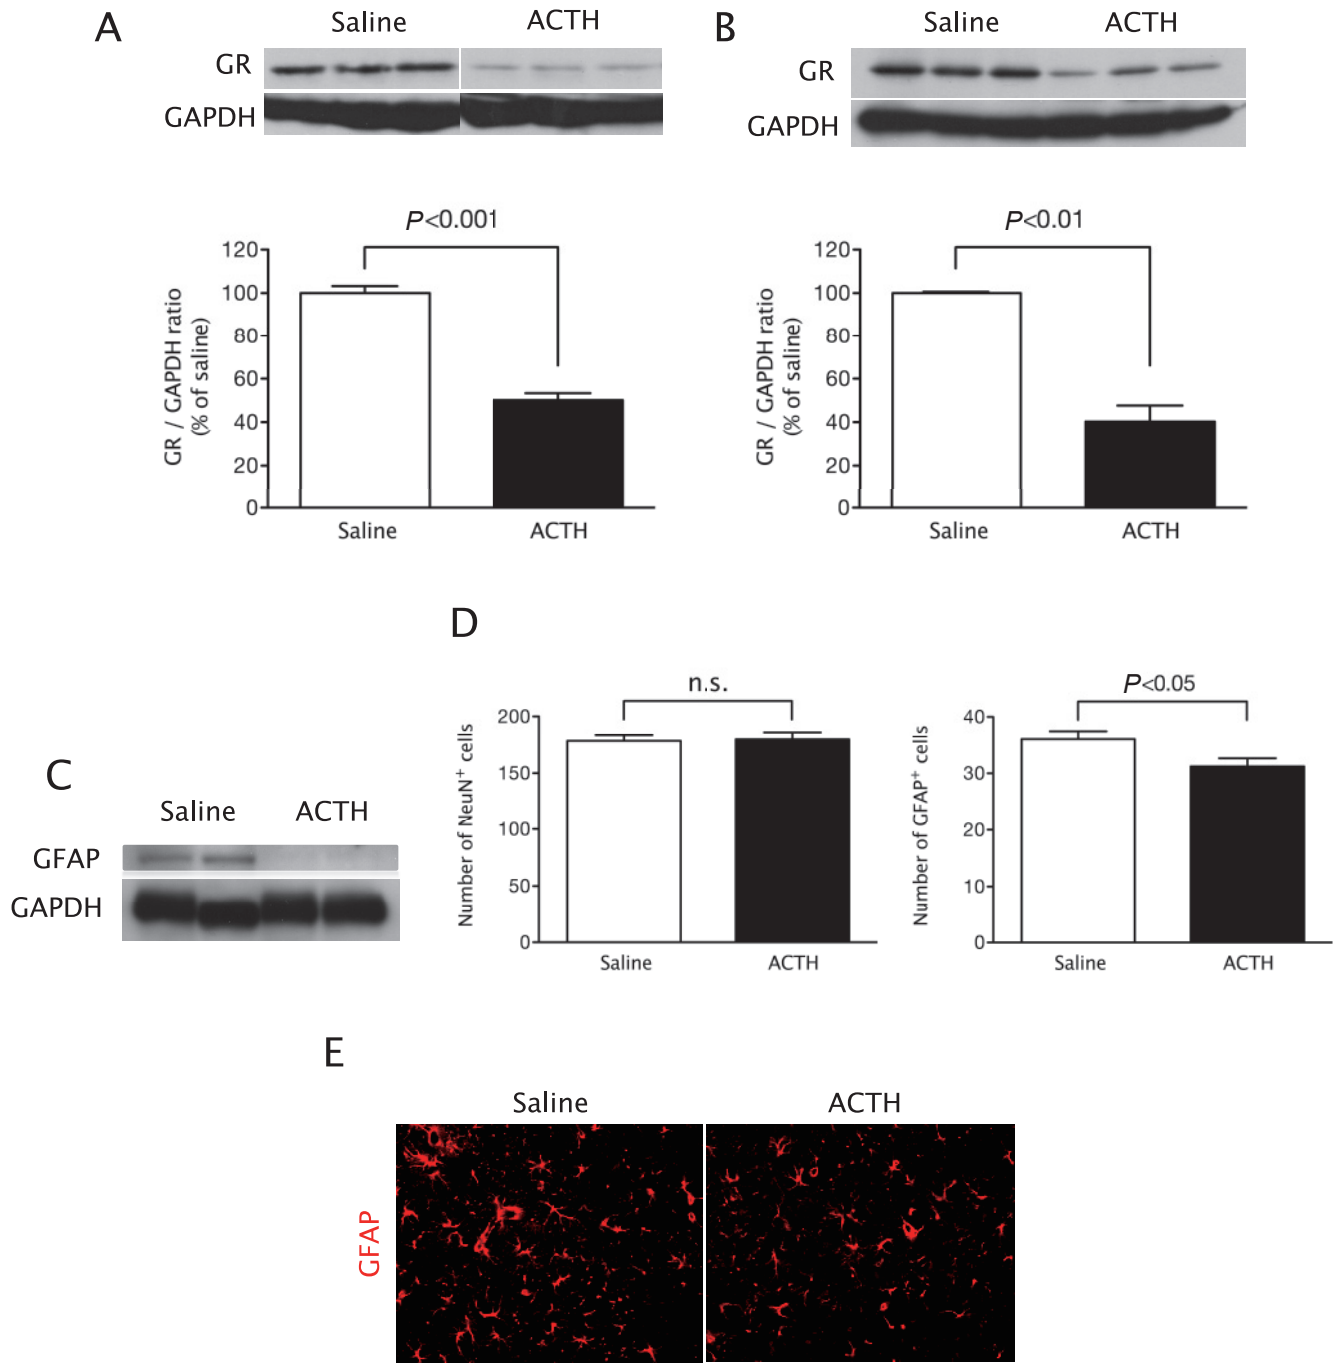 A
Saline ACTH
GR
GAPDH
P<0.001
GR / GAPDH ratio
(% of saline)
120
100
80
60
40
20
0
Saline ACTH
B
Saline ACTH
GR
GAPDH
P<0.01
GR / GAPDH ratio
(% of saline)
120
100
80
60
40
20
0
Saline ACTH
C
Saline ACTH
GFAP
GAPDH
D
n.s.
Number of NeuN⁺ cells
200
150
100
50
0
Saline ACTH
P<0.05
Number of GFAP⁺ cells
40
30
20
10
0
Saline ACTH
E
Saline ACTH
GFAP